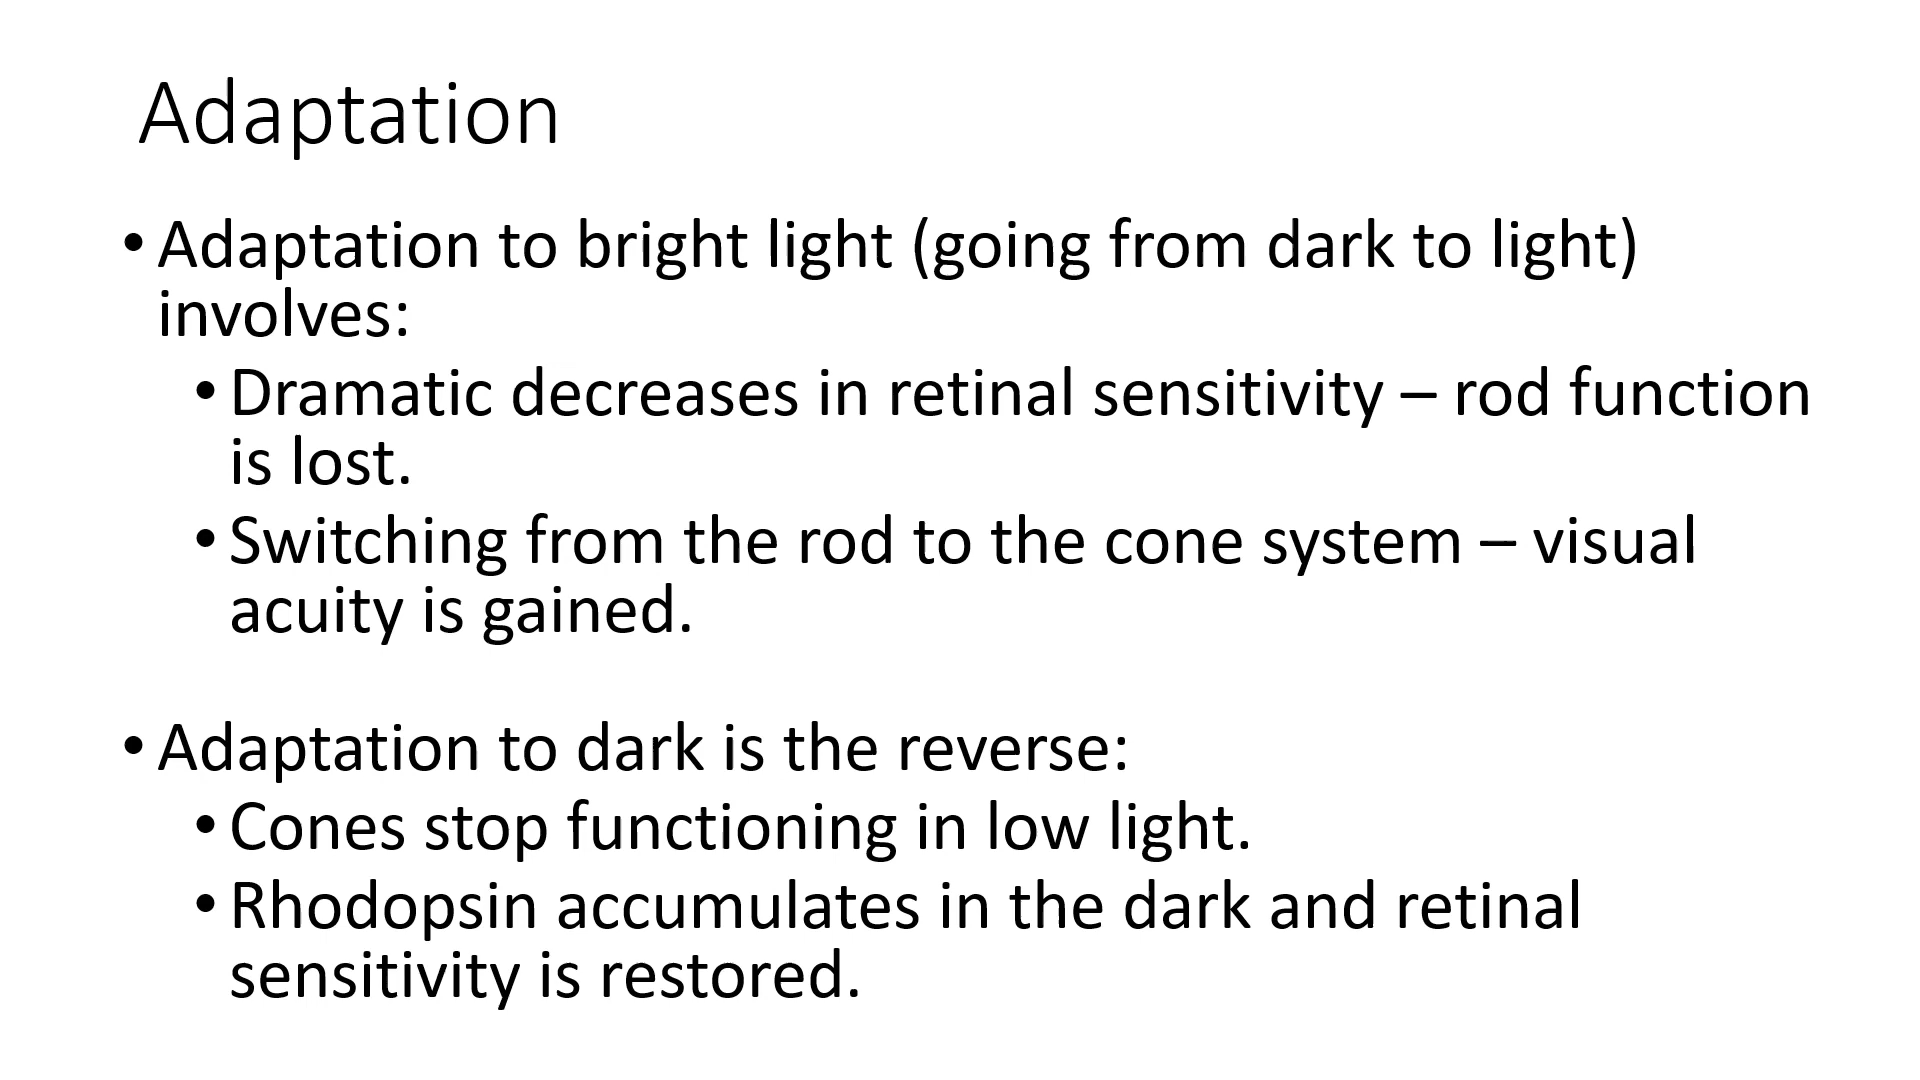 Adaptation
• Adaptation to bright light (going from dark to light)
involves:
• Dramatic decreases in retinal sensitivity – rod function
is lost.
• Switching from the rod to the cone system – visual
acuity is gained.
• Adaptation to dark is the reverse:
• Cones stop functioning in low light.
• Rhodopsin accumulates in the dark and retinal
sensitivity is restored.